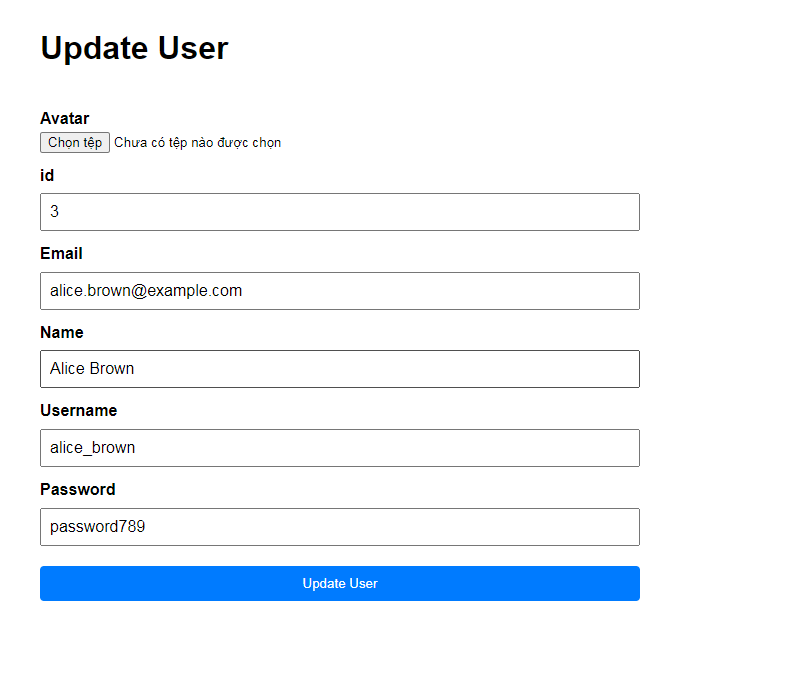 Update User
Avatar
Chọn tệp Chưa có tệp nào được chọn
id
3
Email
alice.brown@example.com
Name
Alice Brown
Username
alice_brown
Password
password789
Update User